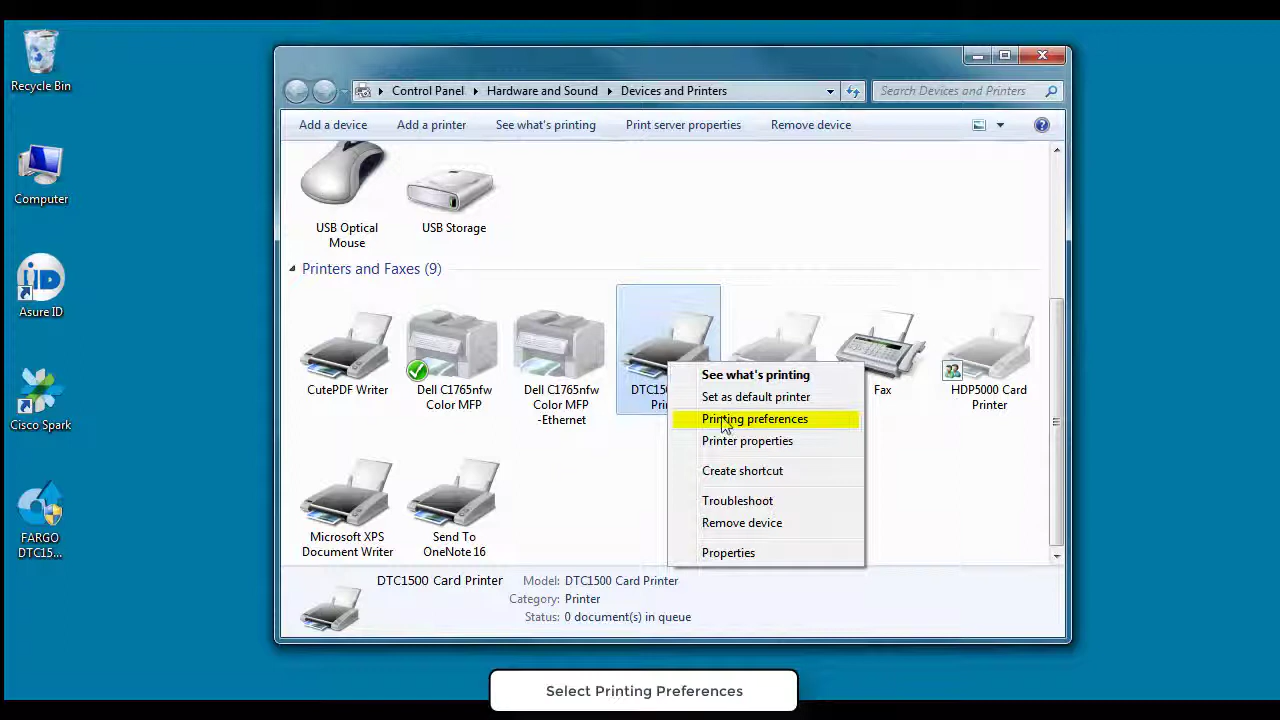 Recycle Bin
Computer
Asure ID
Cisco Spark
FARGO
DTC15...
Control Panel
Hardware and Sound
Devices and Printers
Search Devices and Printers
Add a device
Add a printer
See what's printing
Print server properties
Remove device
USB Optical
Mouse
USB Storage
Printers and Faxes (9)
CutePDF Writer
Dell C1765nfw
Color MFP
Dell C1765nfw
Color MFP
-Ethernet
Fax
HDP5000 Card
Printer
See what's printing
Set as default printer
Printing preferences
Printer properties
Create shortcut
Troubleshoot
Remove device
Properties
Microsoft XPS
Document Writer
Send To
OneNote 16
DTC1500 Card Printer
Model: DTC1500 Card Printer
Category: Printer
Status: 0 document(s) in queue
Select Printing Preferences